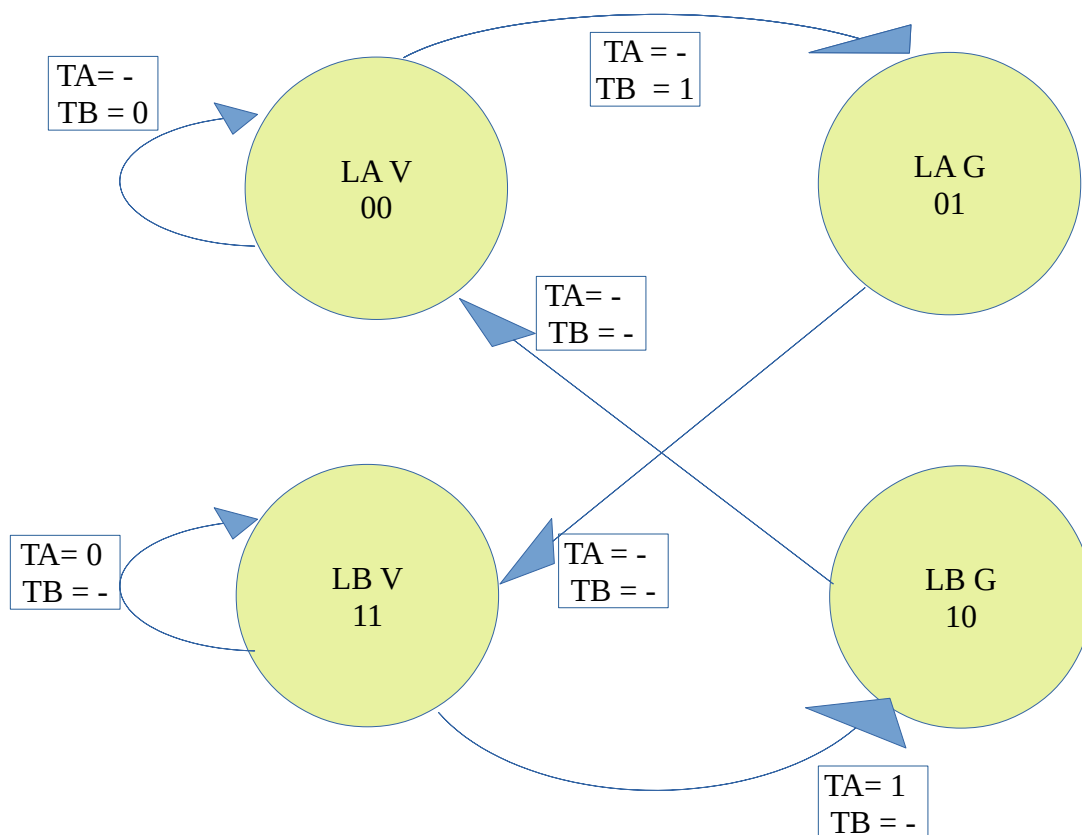 TA= -
TB = 0
TA = -
TB = 1
LA V
00
LA G
01
TA= -
TB = -
TA= 0
TB = -
LB V
11
TA = -
TB = -
LB G
10
TA= 1
TB = -